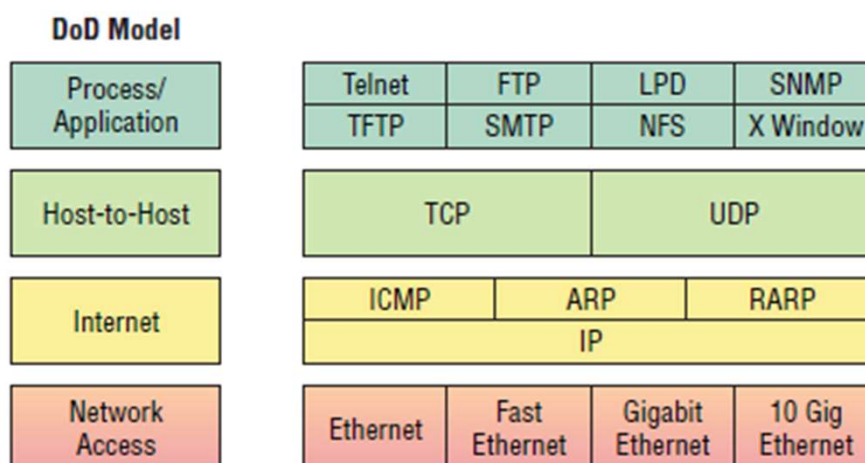 DoD Model
Process/
Application
Telnet FTP LPD SNMP
TFTP SMTP NFS X Window
Host-to-Host
TCP UDP
Internet
ICMP ARP RARP
IP
Network
Access
Ethernet
Fast
Ethernet
Gigabit
Ethernet
10 Gig
Ethernet